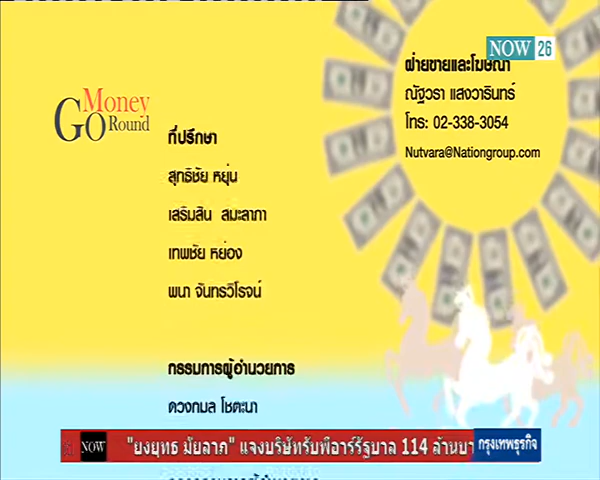 NOW 26
ฝ่ายขายและโฆษณา
ณัฐวรา แสงวารินทร์
โทร: 02-338-3054
Nutvara@Nationgroup.com
Money
GO Round
ที่ปรึกษา
สุทธิชัย หยุ่น
เสริมสิน สมะลาภา
เทพชัย หย่อง
พนา จันทรวิโรจน์
กรรมการผู้อำนวยการ
ดวงกมล โชตะนา
NOW "ยงยุทธ มัยลาภ" แจงบริษัทรับพีอาร์รัฐบาล 114 ล้านบา กรุงเทพธุรกิจ